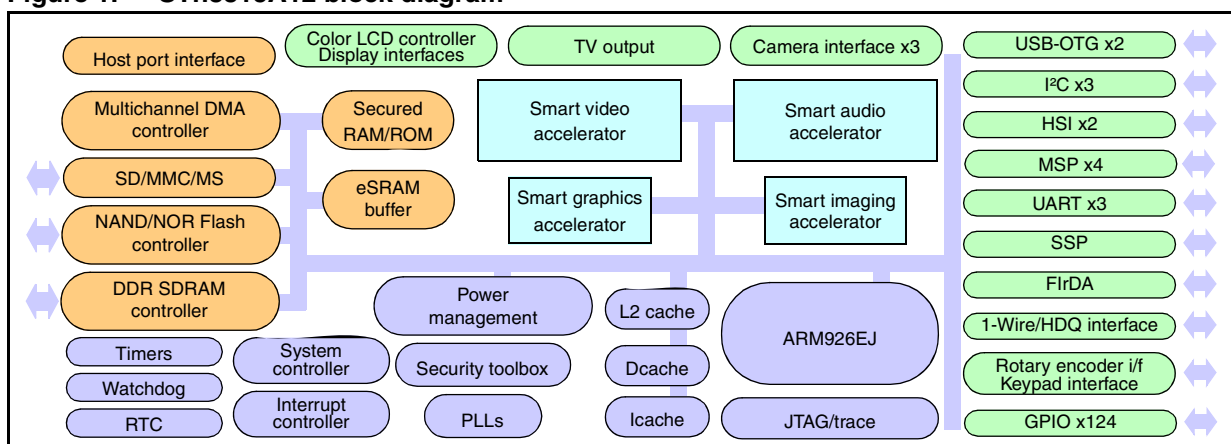 Host port interface
Color LCD controller
Display interfaces
TV output
Camera interface x3
USB-OTG x2
Multichannel DMA
controller
Secured
RAM/ROM
Smart video
accelerator
Smart audio
accelerator
I²C x3
HSI x2
SD/MMC/MS
eSRAM
buffer
Smart graphics
accelerator
Smart imaging
accelerator
MSP x4
UART x3
NAND/NOR Flash
controller
SSP
DDR SDRAM
controller
Power
management
L2 cache
ARM926EJ
FIrDA
1-Wire/HDQ interface
Timers
System
controller
Security toolbox
Dcache
Rotary encoder i/f
Keypad interface
Watchdog
RTC
Interrupt
controller
PLLs
Icache
JTAG/trace
GPIO x124